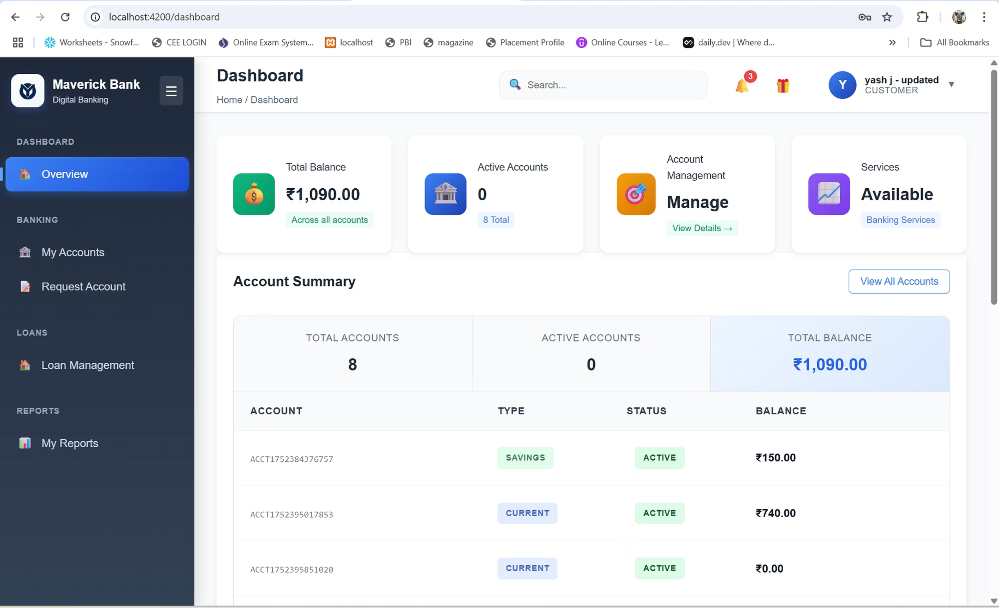 localhost:4200/dashboard
Worksheets - Snowf...
CEE LOGIN
Online Exam System...
localhost
PBI
magazine
Placement Profile
Online Courses - Le...
daily.dev | Where d...
All Bookmarks
Maverick Bank
Digital Banking
DASHBOARD
Overview
BANKING
My Accounts
Request Account
LOANS
Loan Management
REPORTS
My Reports
Dashboard
Home / Dashboard
Search...
3
Y
yash j - updated
CUSTOMER
Total Balance
₹1,090.00
Across all accounts
Active Accounts
0
8 Total
Account
Management
Manage
View Details →
Services
Available
Banking Services
Account Summary
View All Accounts
TOTAL ACCOUNTS
8
ACTIVE ACCOUNTS
0
TOTAL BALANCE
₹1,090.00
ACCOUNT TYPE STATUS BALANCE
ACCT1752384376757 SAVINGS ACTIVE ₹150.00
ACCT1752395017853 CURRENT ACTIVE ₹740.00
ACCT1752395851020 CURRENT ACTIVE ₹0.00